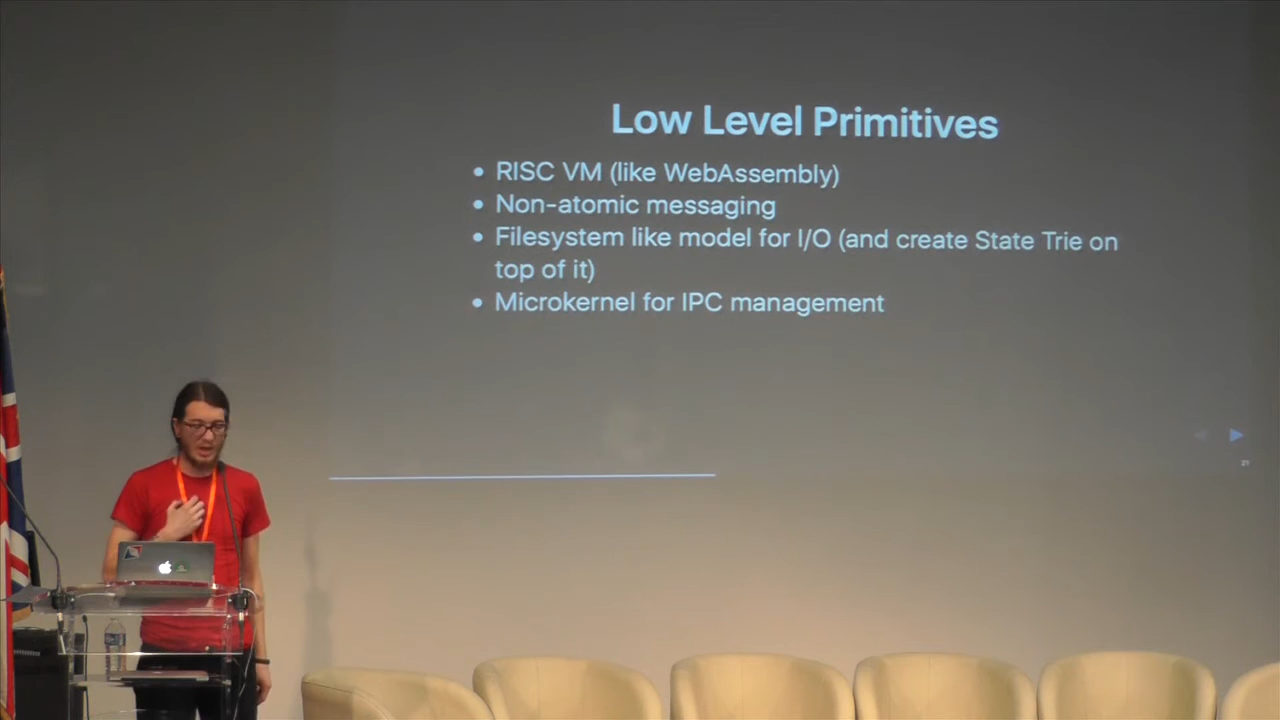 Low Level Primitives
• RISC VM (like WebAssembly)
• Non-atomic messaging
• Filesystem like model for I/O (and create State Trie on
top of it)
• Microkernel for IPC management
21